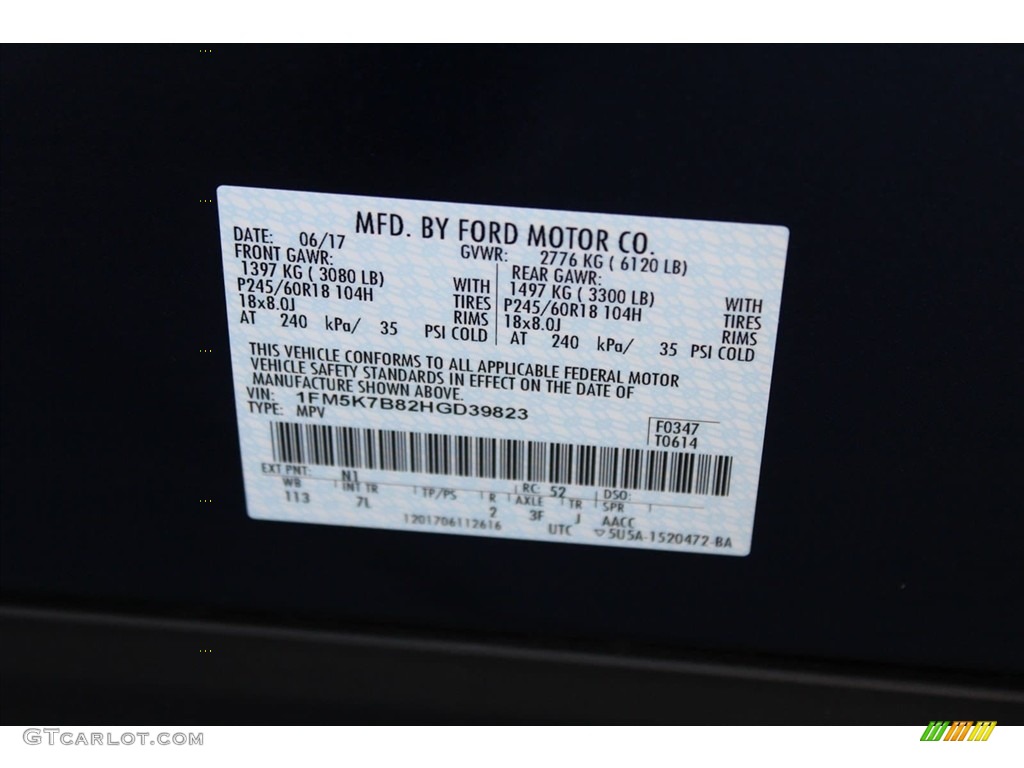 MFD. BY FORD MOTOR CO.
DATE: 06/17 GVWR: 2776 KG ( 6120 LB)
FRONT GAWR: REAR GAWR:
1397 KG ( 3080 LB) WITH 1497 KG ( 3300 LB) WITH
P245/60R18 104H TIRES P245/60R18 104H TIRES
18x8.0J RIMS 18x8.0J RIMS
AT 240 kPa/ 35 PSI COLD AT 240 kPa/ 35 PSI COLD
THIS VEHICLE CONFORMS TO ALL APPLICABLE FEDERAL MOTOR
VEHICLE SAFETY STANDARDS IN EFFECT ON THE DATE OF
MANUFACTURE SHOWN ABOVE.
VIN: 1FM5K7B82HGD39823
TYPE: MPV
F0347
T0614
EXT PNT: N1 RC: 52 DSO:
WB INT TR TP/PS R AXLE TR SPR
113 7L 2 3F J AACC
1201706112616 UTC ▽5U5A-1520472-BA
GTcarlot.com